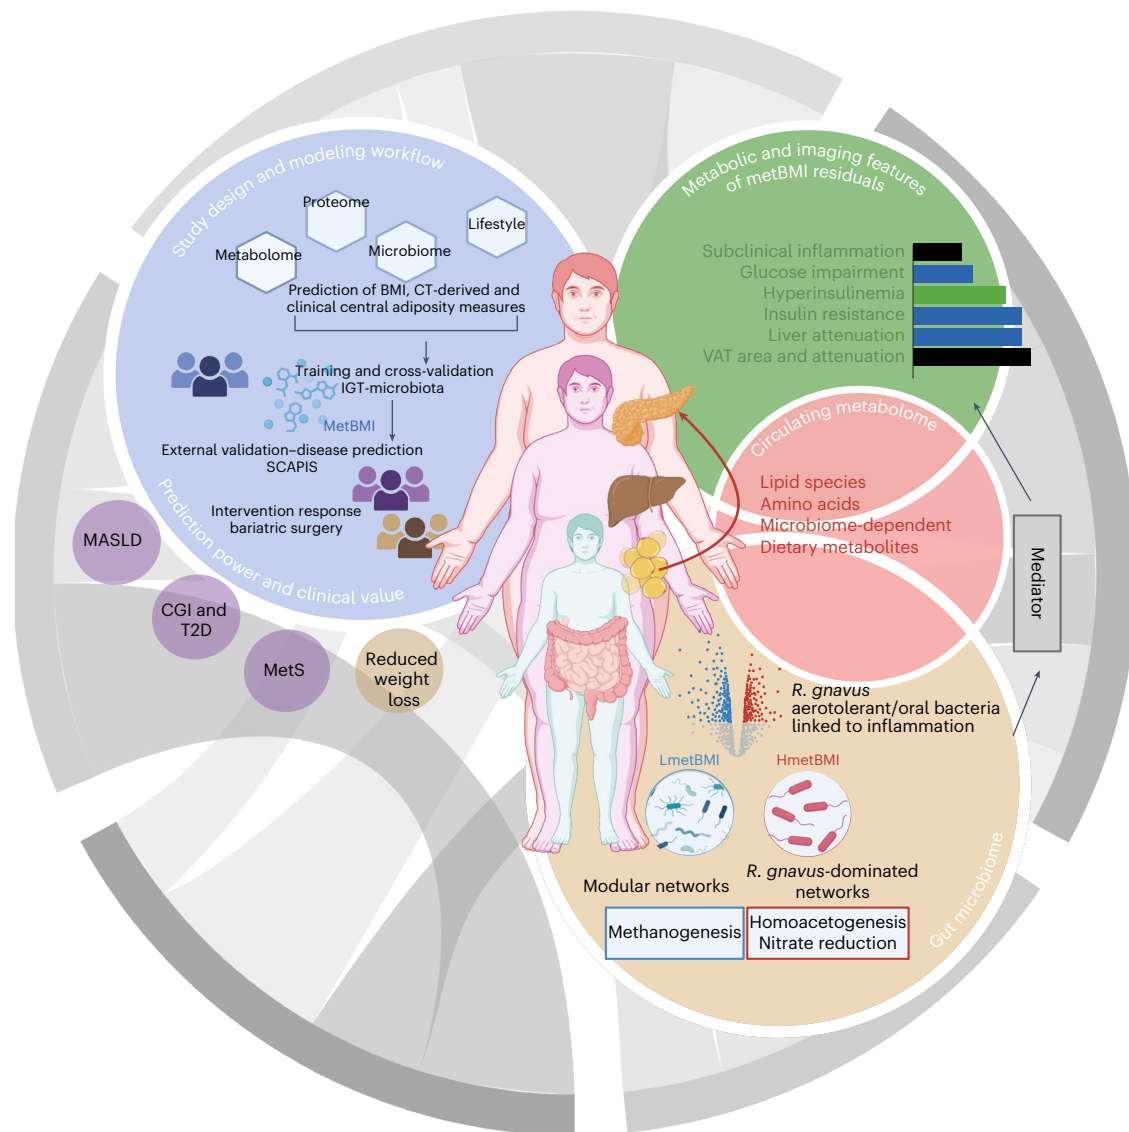 Study design and modeling workflow
Proteome
Lifestyle
Metabolome
Microbiome
Prediction of BMI, CT-derived and
clinical central adiposity measures
Training and cross-validation
IGT-microbiota
MetBMI
External validation–disease prediction
SCAPIS
Intervention response
bariatric surgery
Prediction power and clinical value
MASLD
CGI and
T2D
MetS
Reduced
weight
loss
Metabolic and imaging features
of metBMI residuals
Subclinical inflammation
Glucose impairment
Hyperinsulinemia
Insulin resistance
Liver attenuation
VAT area and attenuation
Circulating metabolome
Lipid species
Amino acids
Microbiome-dependent
Dietary metabolites
Mediator
R. gnavus
aerotolerant/oral bacteria
linked to inflammation
LmetBMI
HmetBMI
Modular networks
R. gnavus-dominated
networks
Methanogenesis
Homoacetogenesis
Nitrate reduction
Gut microbiome